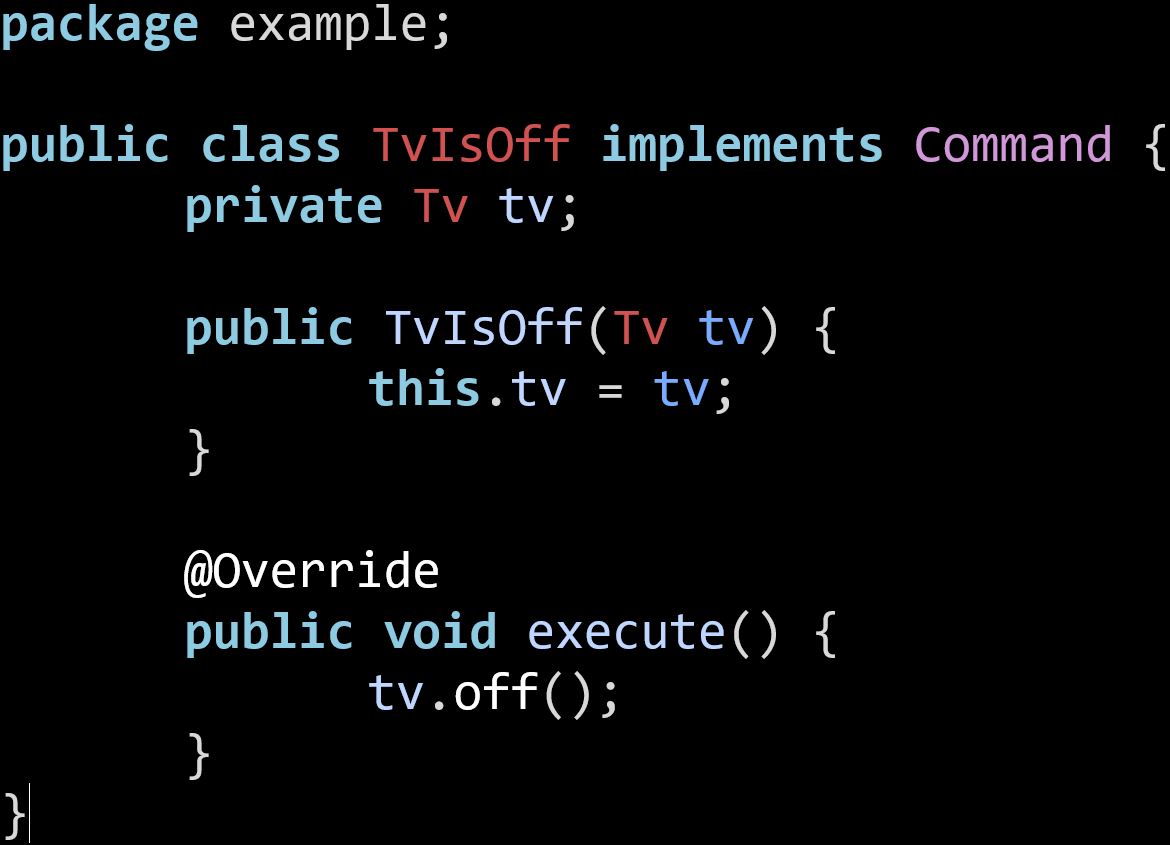 package example;
public class TvIsOff implements Command {
private Tv tv;
public TvIsOff(Tv tv) {
this.tv = tv;
}
@Override
public void execute() {
tv.off();
}
}